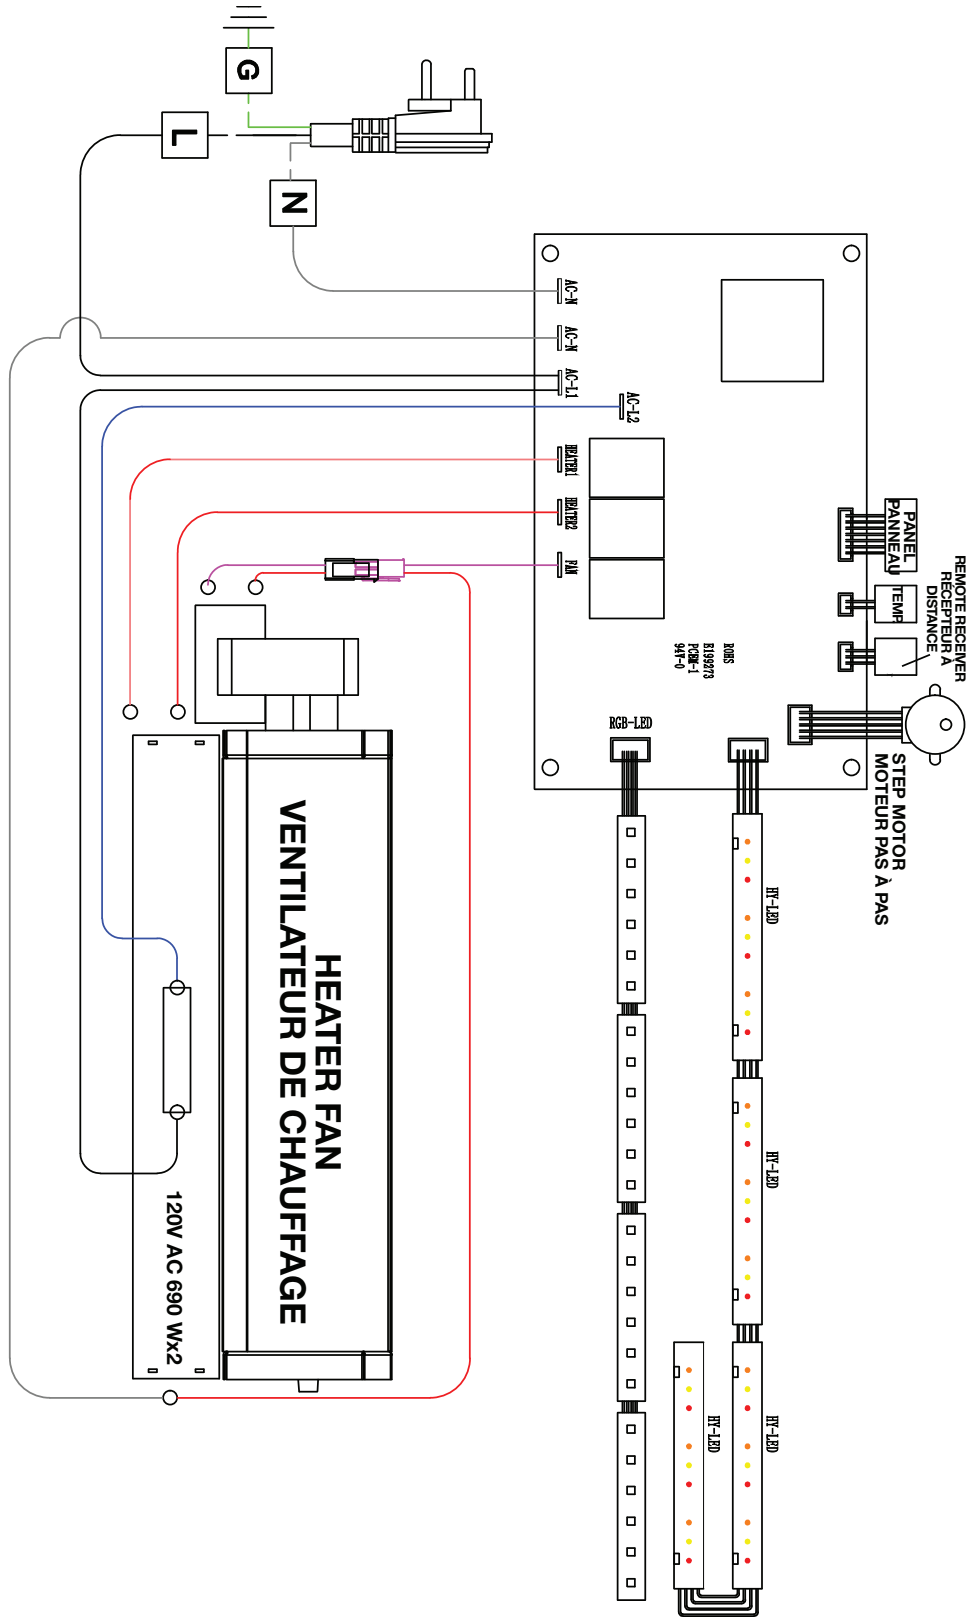 G
L
N
AC-N
AC-N
AC-L1
AC-L2
HEATER1
HEATER2
FAN
PANEL
PANNEAU
TEMP
REMOTE RECEIVER
RÉCEPTEUR À
DISTANCE
ROHS
E199273
PCBM-1
94V-0
RGB-LED
STEP MOTOR
MOTEUR PAS À PAS
HY-LED
HY-LED
HY-LED
HY-LED
HEATER FAN
VENTILATEUR DE CHAUFFAGE
120V AC 690 Wx2